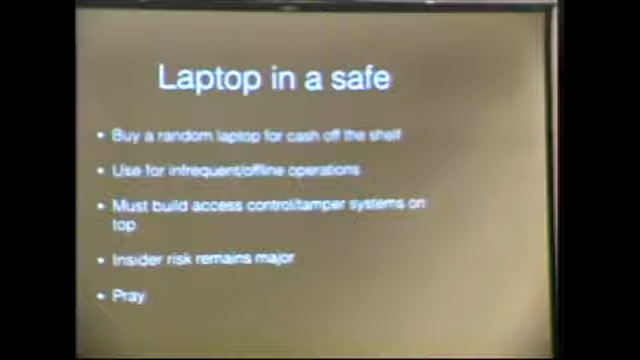 Laptop in a safe
• Buy a random laptop for cash off the shelf
• Use for infrequent/offline operations
• Must build access control/tamper systems on
top
• Insider risk remains major
• Pray